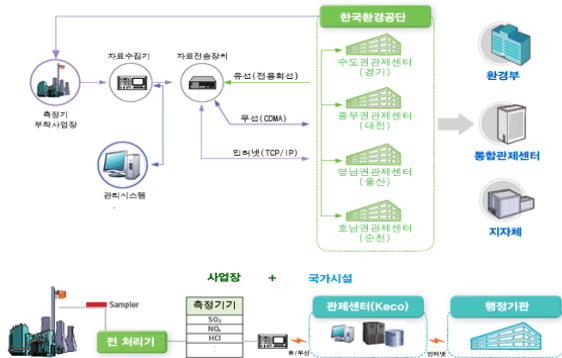 한국환경공단
자료수집기
자료전송장치
측정기
부착사업장
관리시스템
유선(전용회선)
무선(CDMA)
인터넷(TCP/IP)
수도권관제센터
(경기)
중부권관제센터
(대전)
영남권관제센터
(울산)
호남권관제센터
(순천)
환경부
통합관제센터
지자체
사업장 + 국가시설
Sampler
전 처리기
측정기기
SO₂
NOₓ
HCl
:
유/무선
관제센터(Keco)
인터넷
행정기관